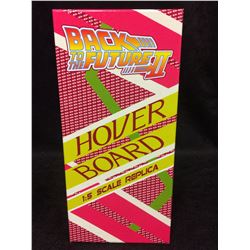 BACK
TO THE
FUTURE II
HOVER
BOARD
1:5 SCALE REPLICA